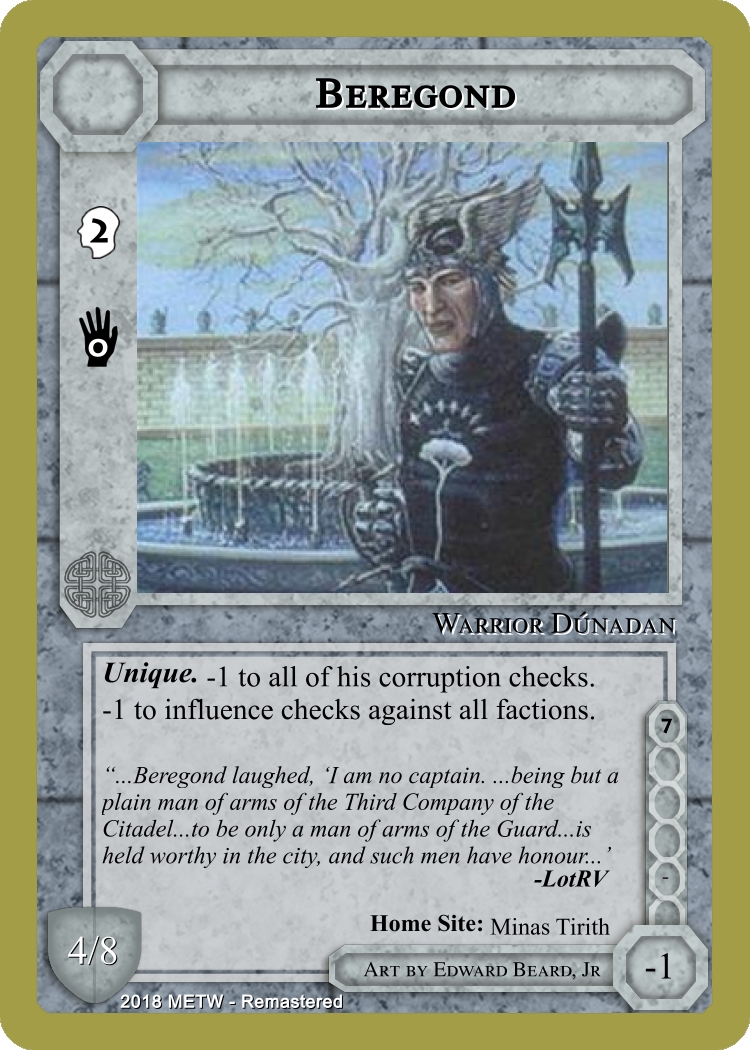 Beregond
2
0
Warrior Dúnadan
Unique. -1 to all of his corruption checks.
-1 to influence checks against all factions.
7
“...Beregond laughed, ‘I am no captain. ...being but a
plain man of arms of the Third Company of the
Citadel...to be only a man of arms of the Guard...is
held worthy in the city, and such men have honour...’
-LotRV
-
Home Site: Minas Tirith
4/8
Art by Edward Beard, Jr
-1
2018 METW - Remastered